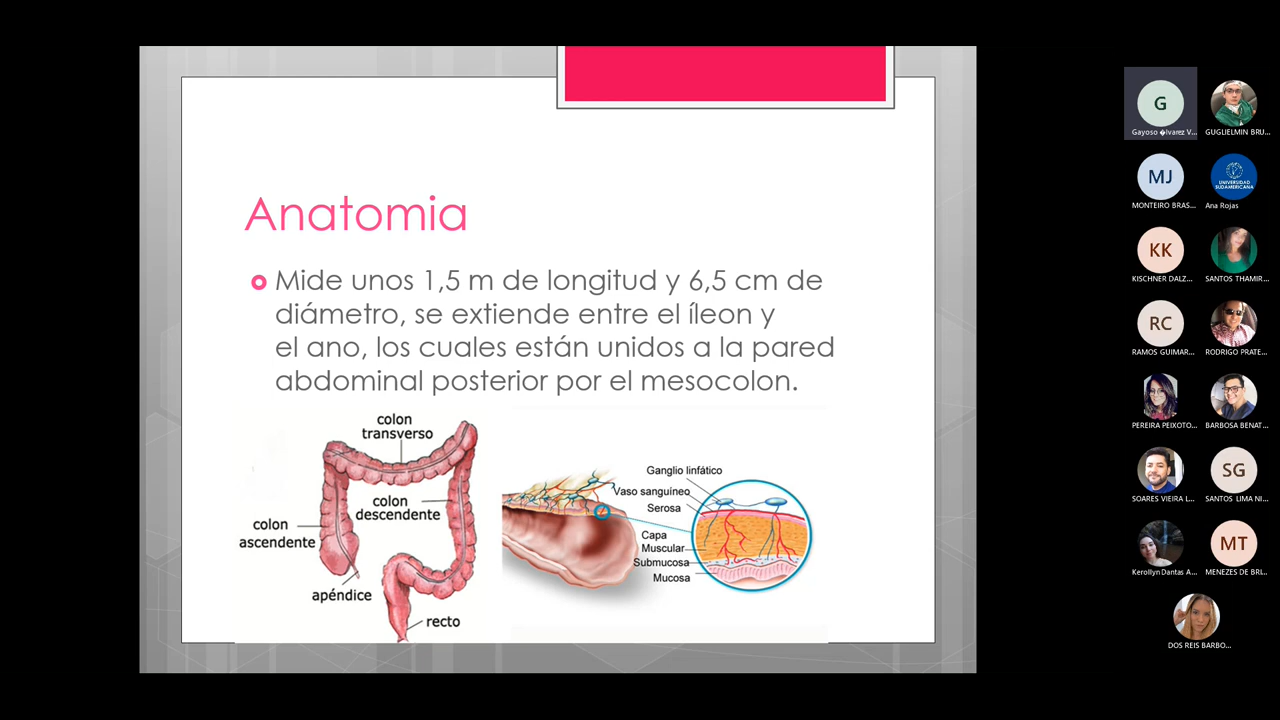 Anatomia
Mide unos 1,5 m de longitud y 6,5 cm de
diámetro, se extiende entre el íleon y
el ano, los cuales están unidos a la pared
abdominal posterior por el mesocolon.
colon
transverso
colon
descendente
colon
ascendente
apéndice
recto
Ganglio linfático
Vaso sanguíneo
Serosa
Capa
Muscular
Submucosa
Mucosa
G
Gayoso �lvarez V...
GUGLIELMIN BRU...
MJ
MONTEIRO BRAS...
UNIVERSIDAD
SUDAMERICANA
Ana Rojas
KK
KISCHNER DALZ...
SANTOS THAMIR...
RC
RAMOS GUIMAR...
RODRIGO PRATE...
PEREIRA PEIXOTO...
BARBOSA BENAT...
SOARES VIEIRA L...
SG
SANTOS LIMA NI...
Kerollyn Dantas A...
MT
MENEZES DE BRI...
DOS REIS BARBO...